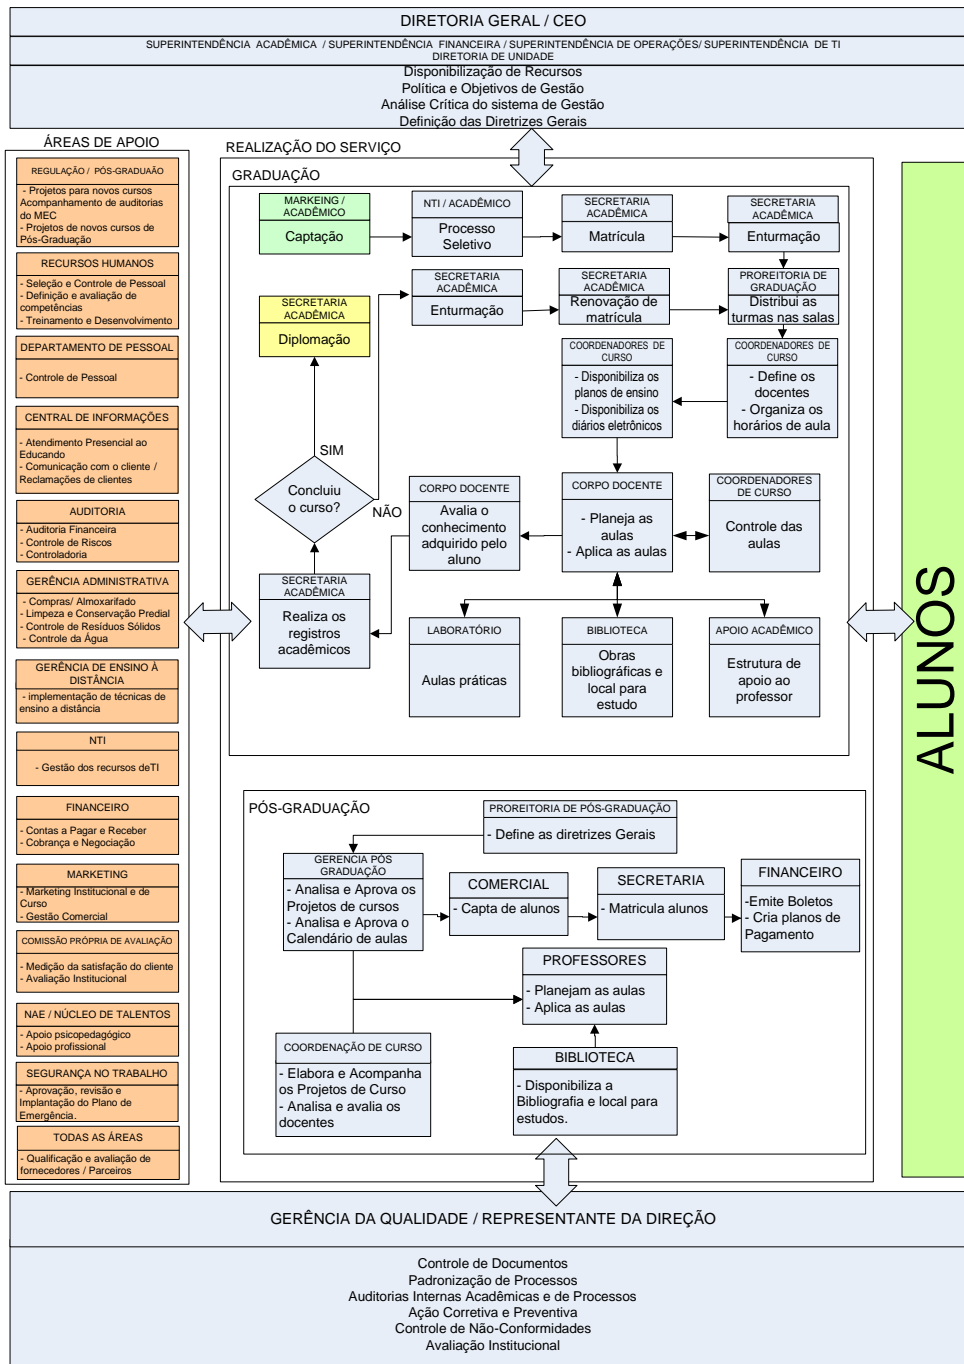 DIRETORIA GERAL / CEO
SUPERINTENDÊNCIA ACADÊMICA / SUPERINTENDÊNCIA FINANCEIRA / SUPERINTENDÊNCIA DE OPERAÇÕES/ SUPERINTENDÊNCIA DE TI
DIRETORIA DE UNIDADE
Disponibilização de Recursos
Política e Objetivos de Gestão
Análise Crítica do sistema de Gestão
Definição das Diretrizes Gerais
ÁREAS DE APOIO
REGULAÇÃO / PÓS-GRADUAÃO
- Projetos para novos cursos
Acompanhamento de auditorias
do MEC
- Projetos de novos cursos de
Pós-Graduação
RECURSOS HUMANOS
- Seleção e Controle de Pessoal
- Definição e avaliação de
competências
- Treinamento e Desenvolvimento
DEPARTAMENTO DE PESSOAL
- Controle de Pessoal
CENTRAL DE INFORMAÇÕES
- Atendimento Presencial ao
Educando
- Comunicação com o cliente /
Reclamações de clientes
AUDITORIA
- Auditoria Financeira
- Controle de Riscos
- Controladoria
GERÊNCIA ADMINISTRATIVA
- Compras/ Almoxarifado
- Limpeza e Conservação Predial
- Controle de Resíduos Sólidos
- Controle da Água
GERÊNCIA DE ENSINO À
DISTÂNCIA
- implementação de técnicas de
ensino a distância
NTI
- Gestão dos recursos deTI
FINANCEIRO
- Contas a Pagar e Receber
- Cobrança e Negociação
MARKETING
- Marketing Institucional e de
Curso
- Gestão Comercial
COMISSÃO PRÓPRIA DE AVALIAÇÃO
- Medição da satisfação do cliente
- Avaliação Institucional
NAE / NÚCLEO DE TALENTOS
- Apoio psicopedagógico
- Apoio profissional
SEGURANÇA NO TRABALHO
- Aprovação, revisão e
Implantação do Plano de
Emergência.
TODAS AS ÁREAS
- Qualificação e avaliação de
fornecedores / Parceiros
REALIZAÇÃO DO SERVIÇO
GRADUAÇÃO
MARKEING /
ACADÊMICO
Captação
NTI / ACADÊMICO
Processo
Seletivo
SECRETARIA
ACADÊMICA
Matrícula
SECRETARIA
ACADÊMICA
Enturmação
SECRETARIA
ACADÊMICA
Diplomação
SECRETARIA
ACADÊMICA
Enturmação
SECRETARIA
ACADÊMICA
Renovação de
matrícula
PROREITORIA DE
GRADUAÇÃO
Distribui as
turmas nas salas
COORDENADORES DE
CURSO
- Disponibiliza os
planos de ensino
- Disponibiliza os
diários eletrônicos
COORDENADORES DE
CURSO
- Define os
docentes
- Organiza os
horários de aula
SIM
Concluiu
o curso?
NÃO
CORPO DOCENTE
Avalia o
conhecimento
adquirido pelo
aluno
CORPO DOCENTE
- Planeja as
aulas
- Aplica as aulas
COORDENADORES
DE CURSO
Controle das
aulas
SECRETARIA
ACADÊMICA
Realiza os
registros
acadêmicos
LABORATÓRIO
Aulas práticas
BIBLIOTECA
Obras
bibliográficas e
local para
estudo
APOIO ACADÊMICO
Estrutura de
apoio ao
professor
PÓS-GRADUAÇÃO
PROREITORIA DE PÓS-GRADUAÇÃO
- Define as diretrizes Gerais
GERENCIA PÓS
GRADUAÇÃO
- Analisa e Aprova os
Projetos de cursos
- Analisa e Aprova o
Calendário de aulas
COMERCIAL
- Capta de alunos
SECRETARIA
- Matricula alunos
FINANCEIRO
-Emite Boletos
- Cria planos de
Pagamento
PROFESSORES
- Planejam as aulas
- Aplica as aulas
COORDENAÇÃO DE CURSO
- Elabora e Acompanha
os Projetos de Curso
- Analisa e avalia os
docentes
BIBLIOTECA
- Disponibiliza a
Bibliografia e local para
estudos.
ALUNOS
GERÊNCIA DA QUALIDADE / REPRESENTANTE DA DIREÇÃO
Controle de Documentos
Padronização de Processos
Auditorias Internas Acadêmicas e de Processos
Ação Corretiva e Preventiva
Controle de Não-Conformidades
Avaliação Institucional